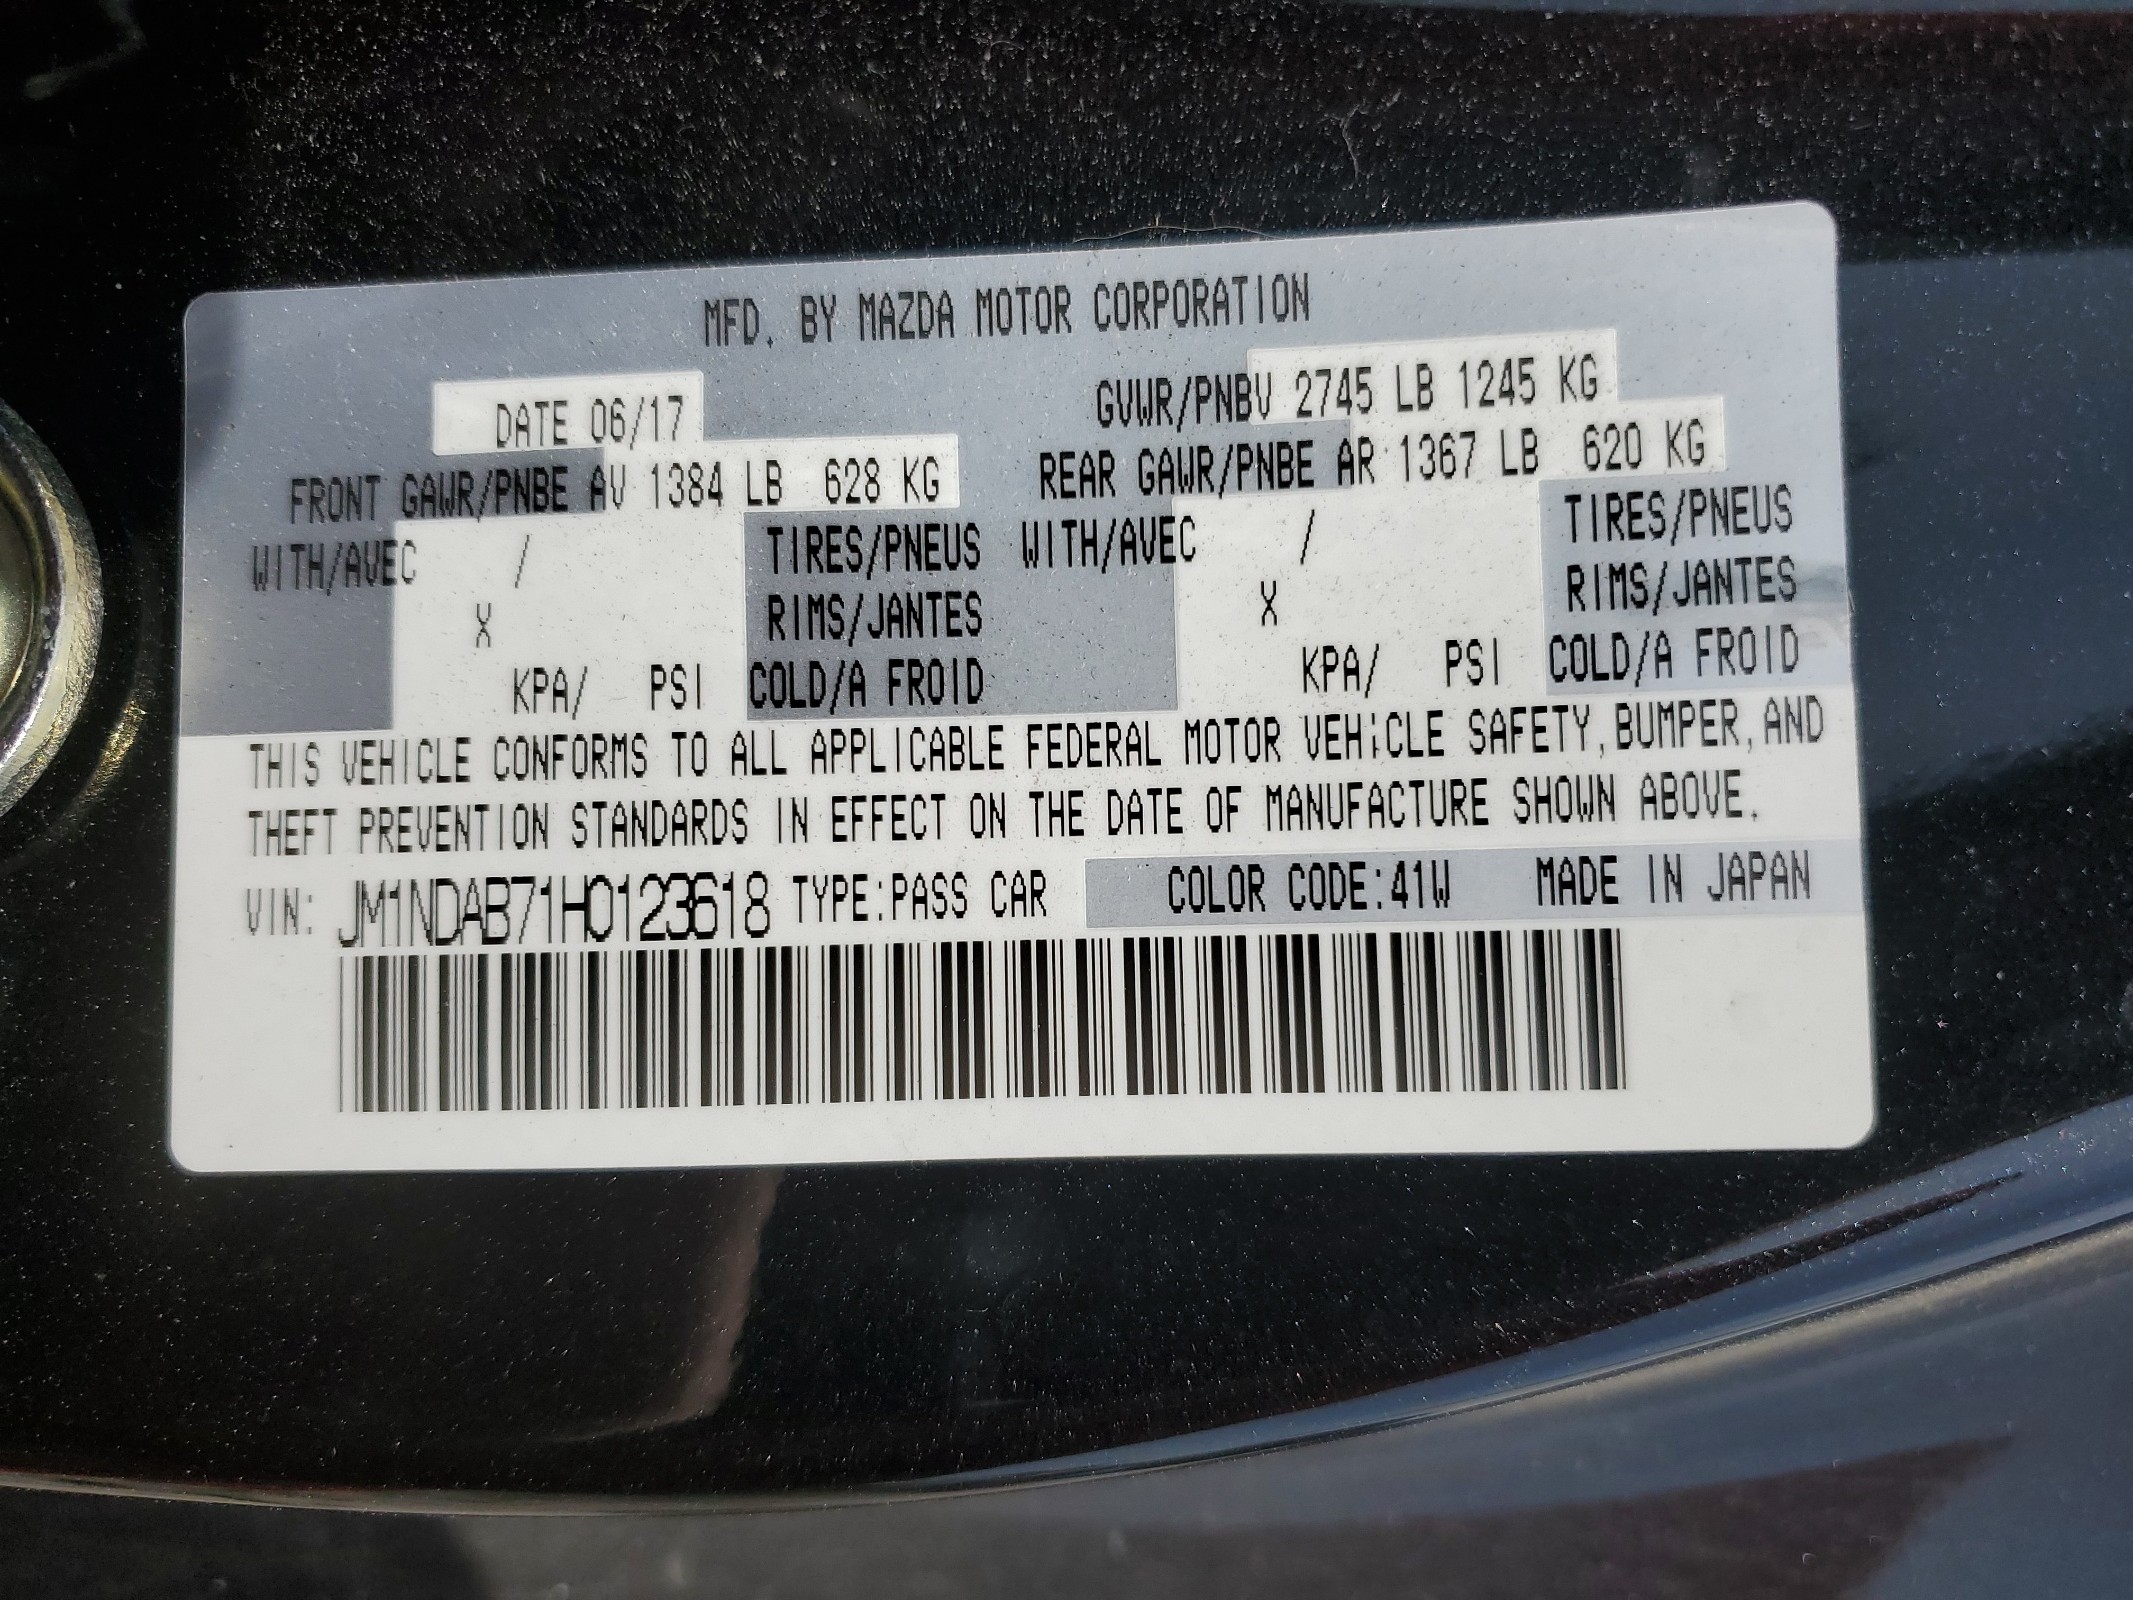 MFD. BY MAZDA MOTOR CORPORATION
DATE 06/17 GVWR/PNBV 2745 LB 1245 KG
FRONT GAWR/PNBE AV 1384 LB 628 KG REAR GAWR/PNBE AR 1367 LB 620 KG
WITH/AVEC / TIRES/PNEUS WITH/AVEC / TIRES/PNEUS
X RIMS/JANTES X RIMS/JANTES
KPA/ PSI COLD/A FROID KPA/ PSI COLD/A FROID
THIS VEHICLE CONFORMS TO ALL APPLICABLE FEDERAL MOTOR VEHiCLE SAFETY, BUMPER, AND
THEFT PREVENTION STANDARDS IN EFFECT ON THE DATE OF MANUFACTURE SHOWN ABOVE.
VIN: JM1NDAB71H0123618 TYPE:PASS CAR COLOR CODE:41W MADE IN JAPAN